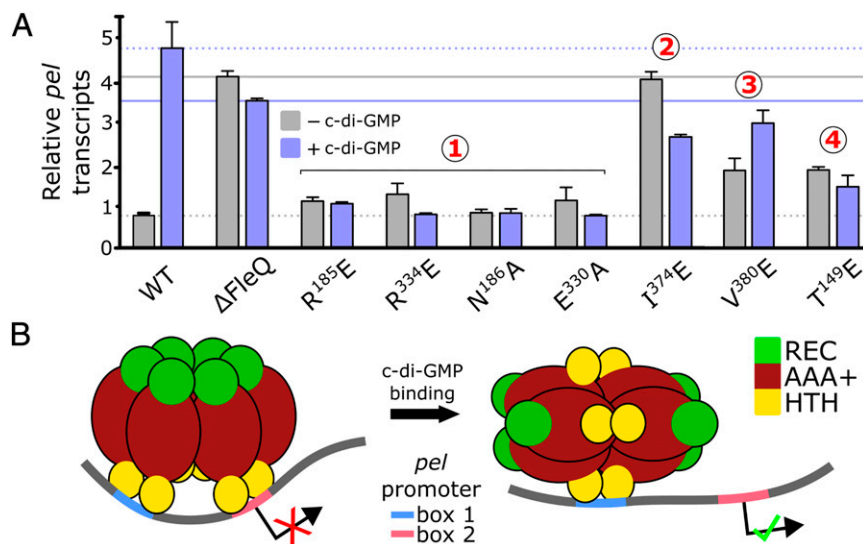 A
Relative pel
transcripts
5
4
3
2
1
0
− c-di-GMP
+ c-di-GMP
1
2
3
4
WT
ΔFleQ
R¹⁸⁵E
R³³⁴E
N¹⁸⁶A
E³³⁰A
I³⁷⁴E
V³⁸⁰E
T¹⁴⁹E
B
c-di-GMP
binding
pel
promoter
box 1
box 2
REC
AAA+
HTH